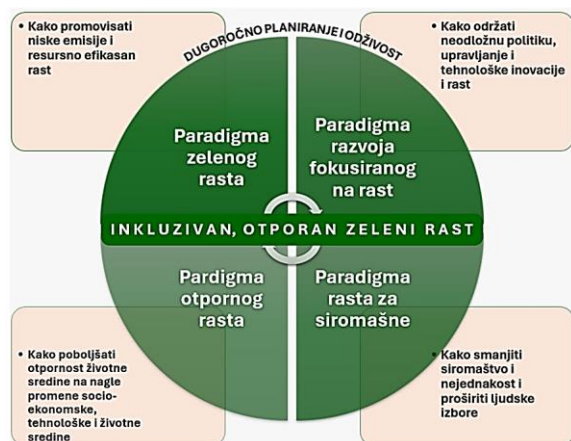 • Kako promovisati
niske emisije i
resursno efikasan
rast
DUGOROČNO PLANIRANJE I ODŽIVOST
• Kako održati
neodložnu politiku,
upravljanje i
tehnološke inovacije
i rast
Paradigma
zelenog
rasta
Paradigma
razvoja
fokusiranog
na rast
INKLUZIVAN, OTPORAN ZELENI RAST
Pardigma
otpornog
rasta
Paradigma
rasta za
siromašne
• Kako poboljšati
otpornost životne
sredine na nagle
promene socio-
ekonomske,
tehnološke i životne
sredine
• Kako smanjiti
siromaštvo i
nejednakost i
proširiti ljudske
izbore